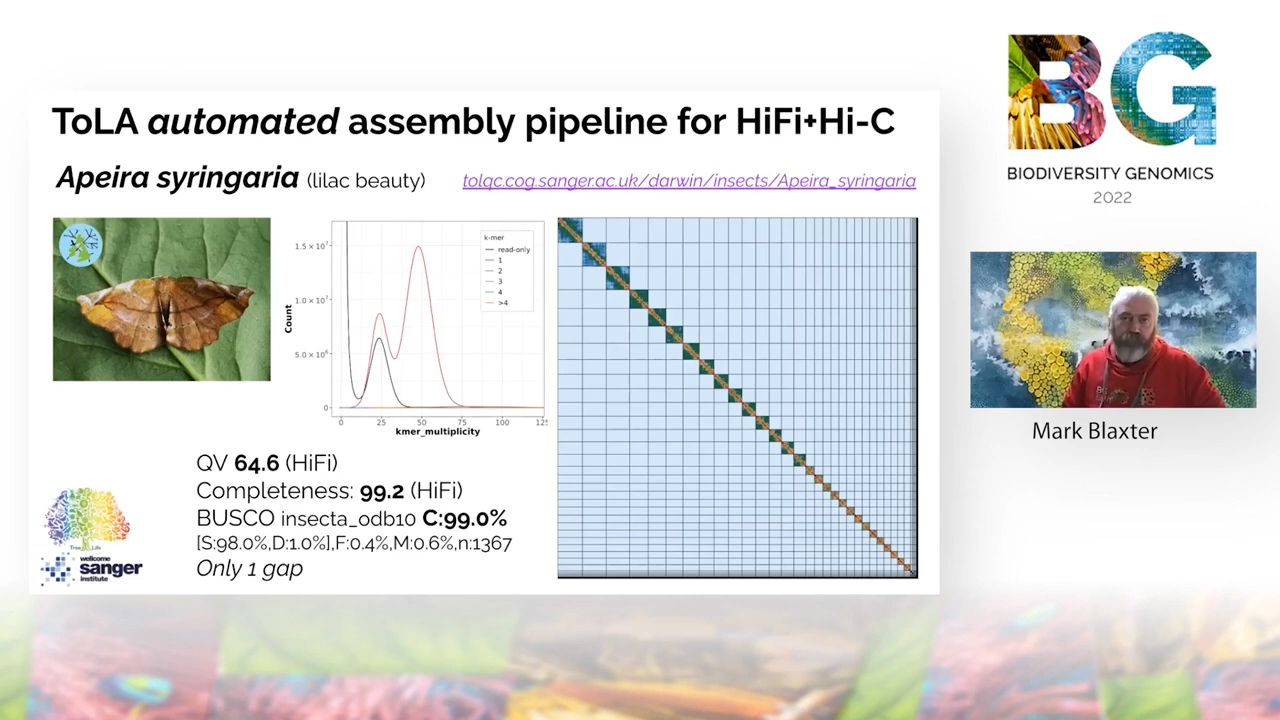 ToLA automated assembly pipeline for HiFi+Hi-C
Apeira syringaria (lilac beauty)
tolqc.cog.sanger.ac.uk/darwin/insects/Apeira_syringaria
k-mer
read-only
1
2
3
4
>4
1.5 × 10⁷
1.0 × 10⁷
5.0 × 10⁶
0
Count
0 25 50 75 100 125
kmer_multiplicity
QV 64.6 (HiFi)
Completeness: 99.2 (HiFi)
BUSCO insecta_odb10 C:99.0%
[S:98.0%,D:1.0%],F:0.4%,M:0.6%,n:1367
Only 1 gap
Tree of Life
wellcome
sanger
institute
BG
BIODIVERSITY GENOMICS
2022
Mark Blaxter